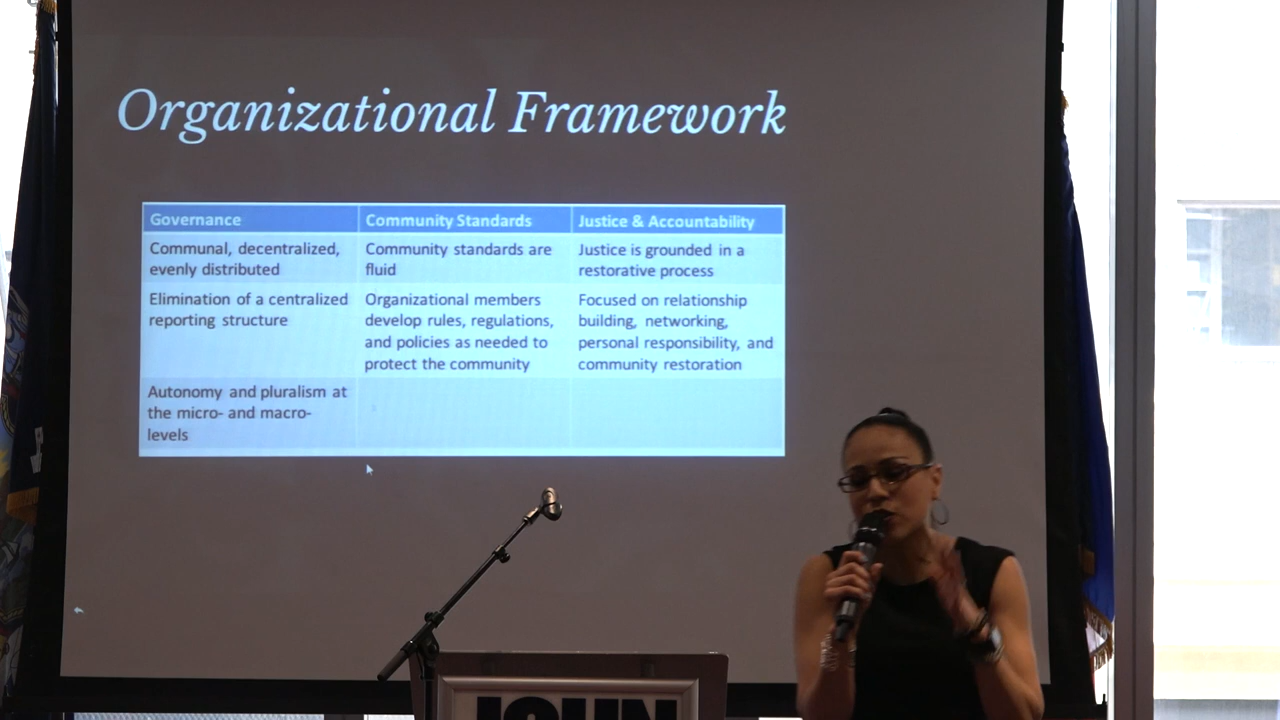 Organizational Framework
Governance
Communal, decentralized,
evenly distributed
Elimination of a centralized
reporting structure
Autonomy and pluralism at
the micro- and macro-
levels
Community Standards
Community standards are
fluid
Organizational members
develop rules, regulations,
and policies as needed to
protect the community
Justice & Accountability
Justice is grounded in a
restorative process
Focused on relationship
building, networking,
personal responsibility, and
community restoration
JOHN